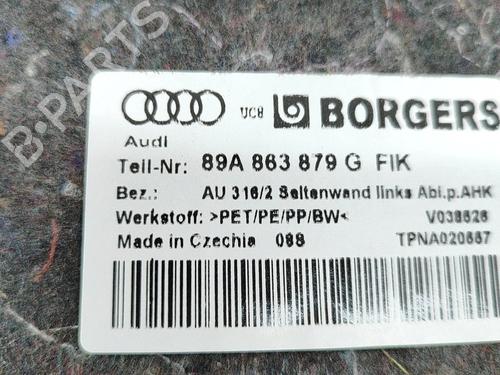 B-PARTS
UCB BORGERS
Audi
Teil-Nr: 89A 863 879 G FIK
Bez.: AU 316/2 Seitenwand links Abi.p.AHK
Werkstoff: >PET/PE/PP/BW< V038626
Made in Czechia 088 TPNA020667